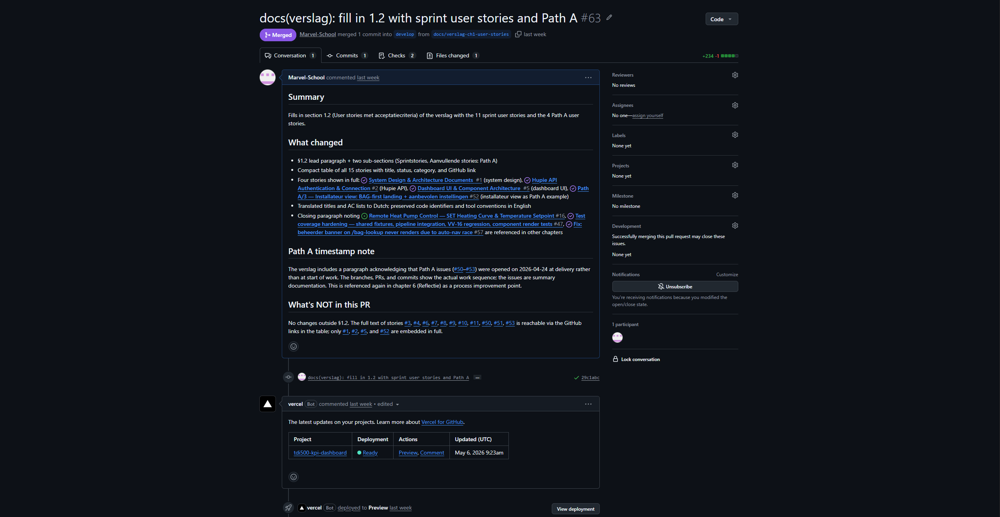 docs(verslag): fill in 1.2 with sprint user stories and Path A #63
Code
Merged
Marvel-School merged 1 commit into develop from docs/verslag-ch1-user-stories last week
Conversation 1
Commits 1
Checks 2
Files changed 1
+234 -1
Marvel-School commented last week
Summary
Fills in section 1.2 (User stories met acceptatiecriteria) of the verslag with the 11 sprint user stories and the 4 Path A user
stories.
What changed
• §1.2 lead paragraph + two sub-sections (Sprintstories, Aanvullende stories: Path A)
• Compact table of all 15 stories with title, status, category, and GitHub link
• Four stories shown in full: System Design & Architecture Documents #1 (system design), Hupie API
Authentication & Connection #2 (Hupie API), Dashboard UI & Component Architecture #5 (dashboard UI), Path
A/3 — Installateur view: BAG-first landing + aanbevolen instellingen #52 (installateur view as Path A example)
• Translated titles and AC lists to Dutch; preserved code identifiers and tool conventions in English
• Closing paragraph noting Remote Heat Pump Control — SET Heating Curve & Temperature Setpoint #16, Test
coverage hardening — shared fixtures, pipeline integration, VV-16 regression, component render tests #47, Fix:
beheerder banner on /bag-lookup never renders due to auto-nav race #57 are referenced in other chapters
Path A timestamp note
The verslag includes a paragraph acknowledging that Path A issues (#50–#53) were opened on 2026-04-24 at delivery rather
than at start of work. The branches, PRs, and commits show the actual work sequence; the issues are summary
documentation. This is referenced again in chapter 6 (Reflectie) as a process improvement point.
What's NOT in this PR
No changes outside §1.2. The full text of stories #3, #4, #6, #7, #8, #9, #10, #11, #50, #51, #53 is reachable via the GitHub
links in the table; only #1, #2, #5, and #52 are embedded in full.
docs(verslag): fill in 1.2 with sprint user stories and Path A ...
29c1abc
vercel Bot commented last week • edited
The latest updates on your projects. Learn more about Vercel for GitHub.
Project Deployment Actions Updated (UTC)
tdi500-kpi-dashboard Ready Preview, Comment May 6, 2026 9:23am
vercel Bot deployed to Preview last week
View deployment
Reviewers
No reviews
Assignees
No one—assign yourself
Labels
None yet
Projects
None yet
Milestone
No milestone
Development
Successfully merging this pull request may close these
issues.
None yet
Notifications
Customize
Unsubscribe
You're receiving notifications because you modified the
open/close state.
1 participant
Lock conversation